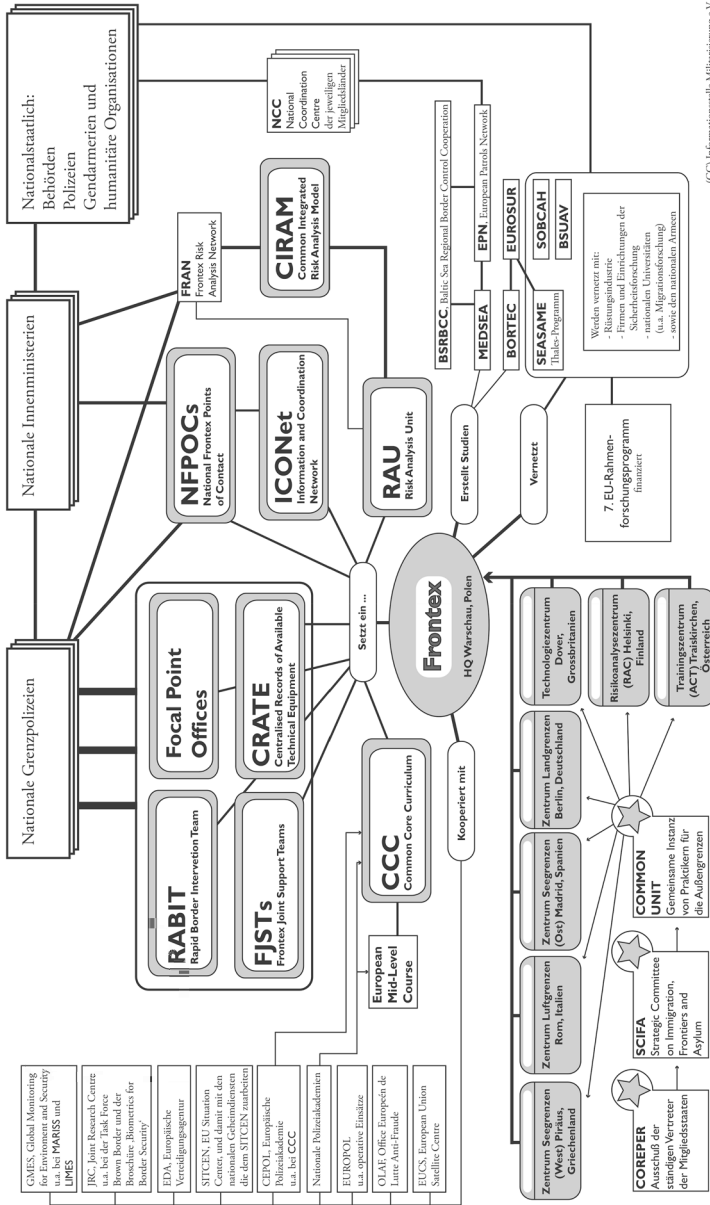 Nationale Grenzpolizeien
Nationale Innenministerien
Nationalstaatlich:
Behörden
Polizeien
Gendarmerien und
humanitäre Organisationen
GMES, Global Monitoring
for Enviroment and Security
u.a. bei MARISS und
LIMES
JRC, Joint Research Centre
u.a. bei der Task Force
Brown Border und der
Broschüre ‚Biometrics for
Border Security'
EDA, Europäische
Verteidigungsagentur
SITCEN, EU Situation
Center, und damit mit den
nationalen Geheimdiensten
die dem SITCEN zuarbeiten
CEPOL, Europäische
Polizeiakademie
u.a. bei CCC
Nationale Polizeiakademien
EUROPOL
u.a. operative Einsätze
OLAF, Office Européen de
Lutte Anti-Fraude
EUCS, European Union
Satellite Centre
RABIT
Rapid Border Intervetion Team
Focal Point
Offices
FJSTs
Frontex Joint Support Teams
CRATE
Centralised Records of Available
Technical Equipment
NFPOCs
National Frontex Points
of Contact
ICONet
Information and Coordination
Network
FRAN
Frontex Risk
Analysis Network
CIRAM
Common Integrated
Risk Analysis Model
NCC
National
Coordination
Centre
der jeweiligen
Mitgliedsländer
European
Mid-Level
Course
CCC
Common Core Curriculum
Setzt ein ...
RAU
Risk Analysis Unit
Kooperiert mit
Frontex
HQ Warschau, Polen
Erstellt Studien
Vernetzt
BSRBCC, Baltic Sea Regional Border Control Cooperation
MEDSEA
EPN, European Patrols Network
BORTEC
EUROSUR
SEASAME
Thales-Programm
SOBCAH
BSUAV
Werden vernetzt mit:
- Rüstungsindustrie
- Firmen und Einrichtungen der
Sicherheitsforschung
- nationalen Universitäten
(u.a. Migrationsforschung)
- sowie den nationalen Armeen
7. EU-Rahmen-
forschungsprogramm
finanziert
Zentrum Seegrenzen
(West) Piräus,
Griechenland
Zentrum Luftgrenzen
Rom, Italien
Zentrum Seegrenzen
(Ost) Madrid, Spanien
Zentrum Landgrenzen
Berlin, Deutschland
Technologiezentrum
Dover,
Grossbritanien
Risikoanalysezentrum
(RAC) Helsinki,
Finland
Trainingszentrum
(ACT) Traiskirchen,
Österreich
COREPER
Ausschuß der
ständigen Vertreter
der Mitgliedsstaaten
SCIFA
Strategic Committee
on Immigration,
Frontiers and
Asylum
COMMON
UNIT
Gemeinsame Instanz
von Praktikern für
die Außengrenzen